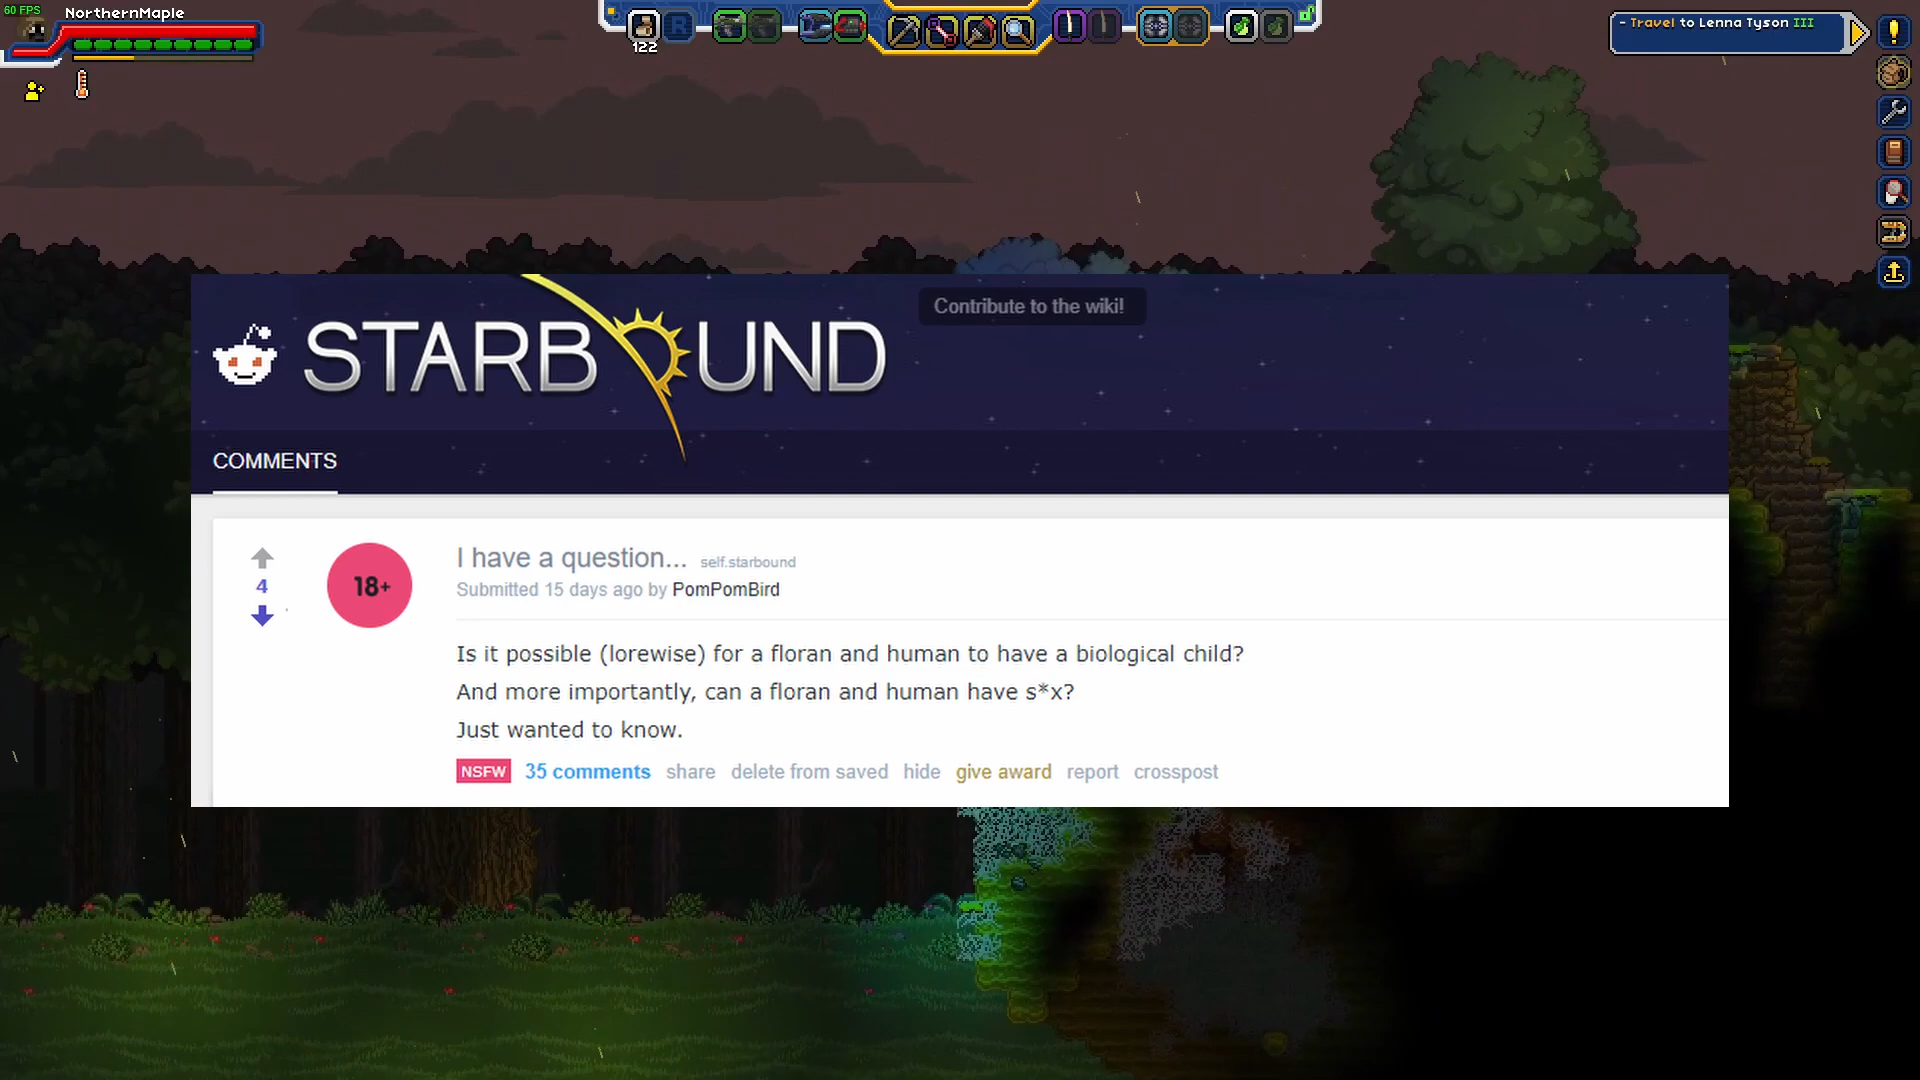 60 FPS
NorthernMaple
122
R
- Travel to Lenna Tyson III
Contribute to the wiki!
STARBOUND
COMMENTS
4
18+
I have a question... self.starbound
Submitted 15 days ago by PomPomBird
Is it possible (lorewise) for a floran and human to have a biological child?
And more importantly, can a floran and human have s*x?
Just wanted to know.
NSFW 35 comments share delete from saved hide give award report crosspost